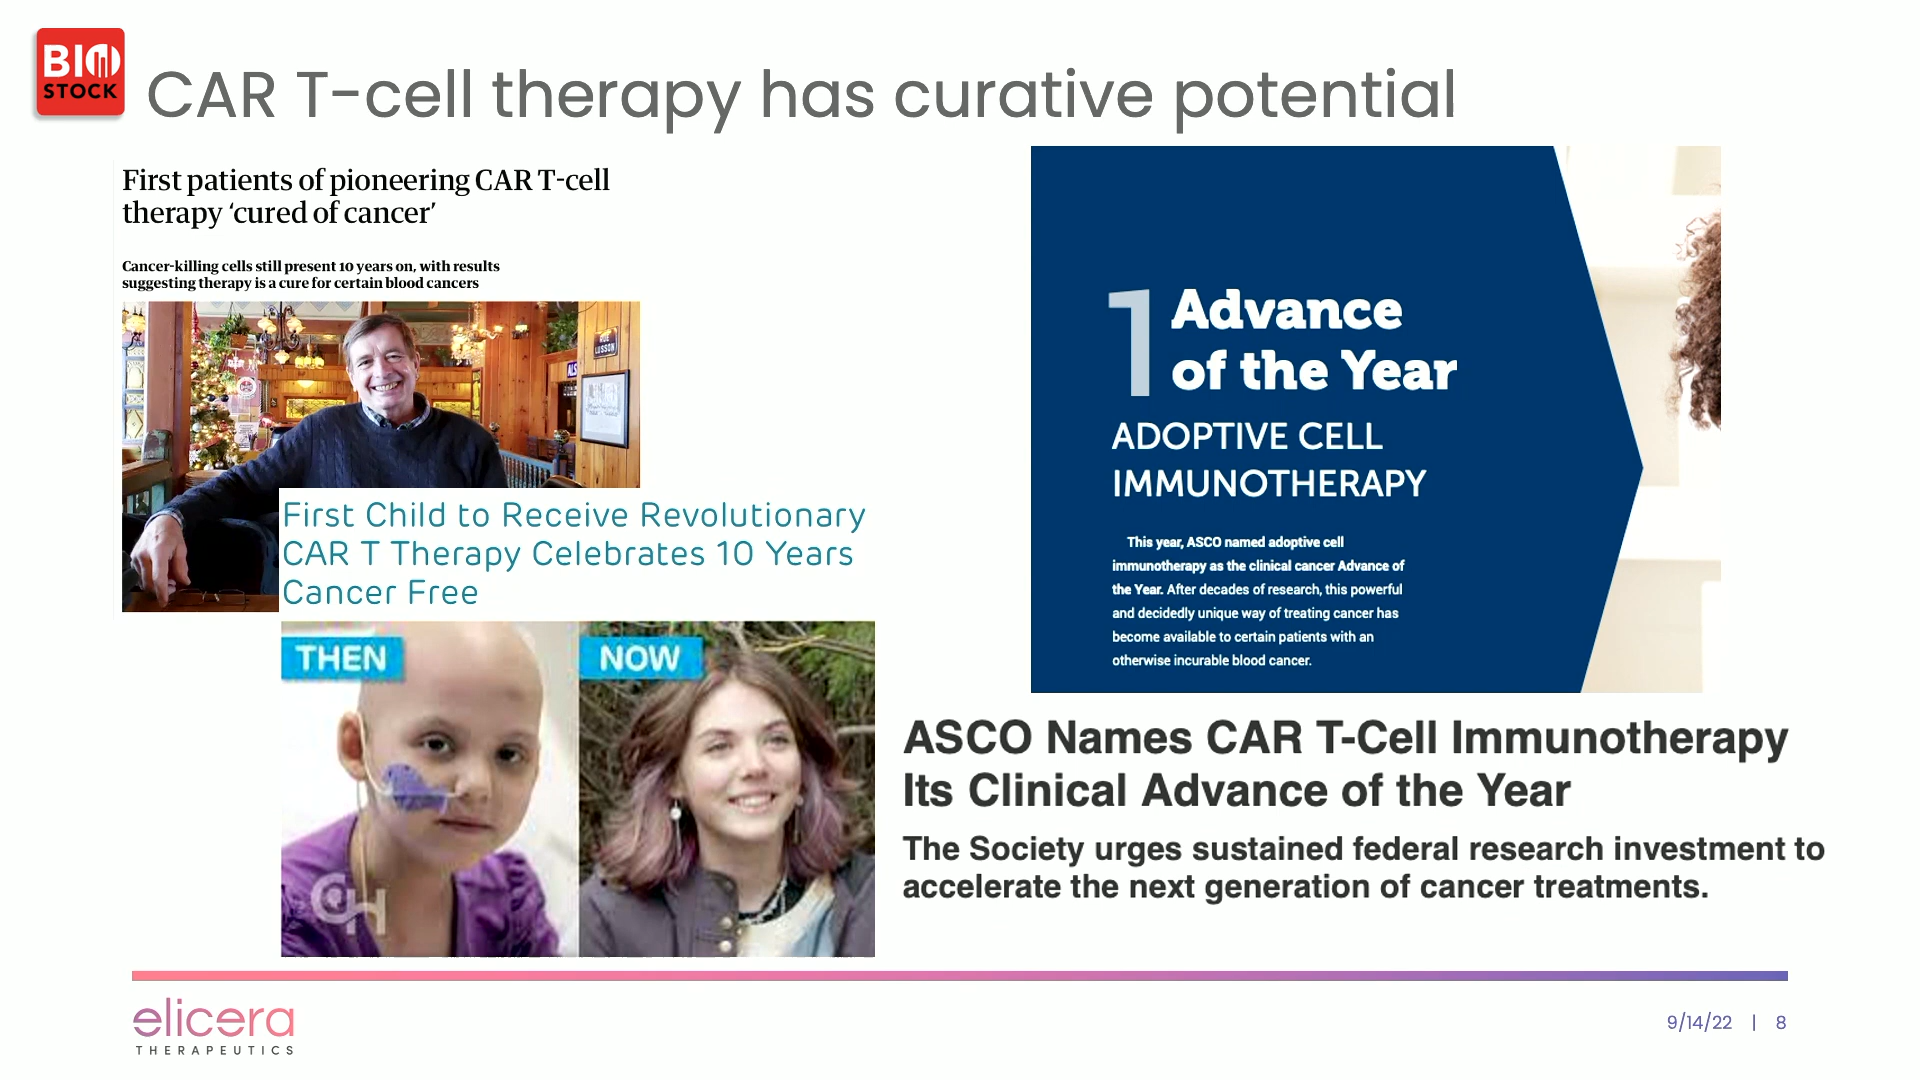 BIO
STOCK
CAR T-cell therapy has curative potential
First patients of pioneering CAR T-cell
therapy ‘cured of cancer’
Cancer-killing cells still present 10 years on, with results
suggesting therapy is a cure for certain blood cancers
RUE
LUSSON
First Child to Receive Revolutionary
CAR T Therapy Celebrates 10 Years
Cancer Free
THEN
NOW
CH
1 Advance
of the Year
ADOPTIVE CELL
IMMUNOTHERAPY
This year, ASCO named adoptive cell
immunotherapy as the clinical cancer Advance of
the Year. After decades of research, this powerful
and decidedly unique way of treating cancer has
become available to certain patients with an
otherwise incurable blood cancer.
ASCO Names CAR T-Cell Immunotherapy
Its Clinical Advance of the Year
The Society urges sustained federal research investment to
accelerate the next generation of cancer treatments.
elicera
THERAPEUTICS
9/14/22 | 8